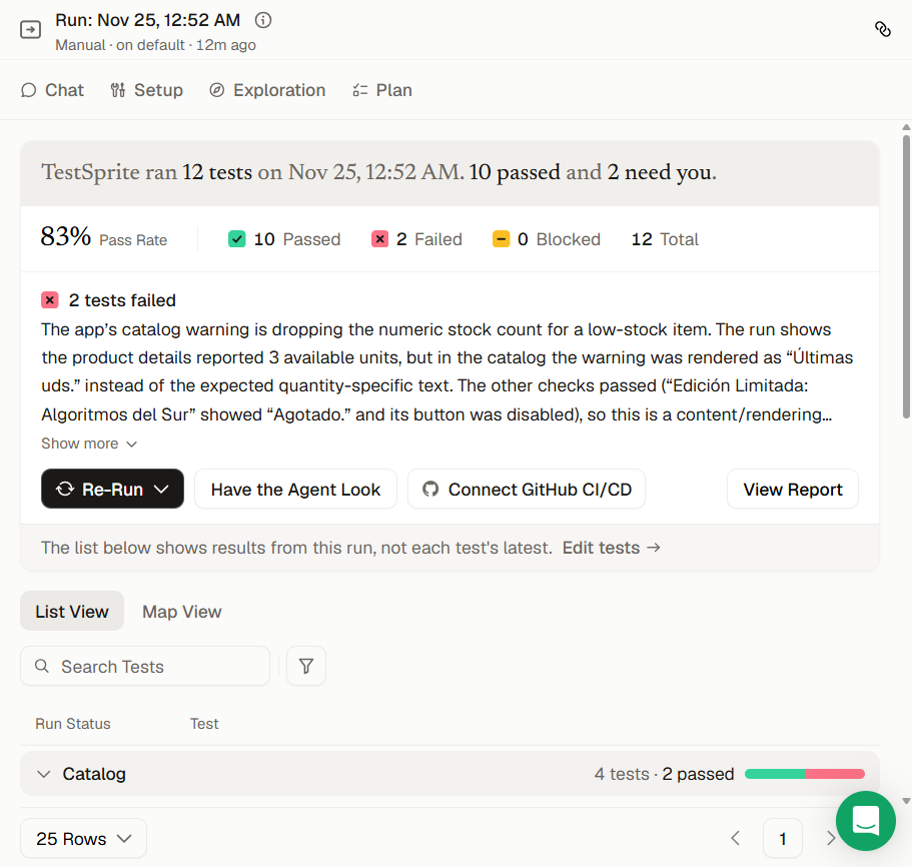 Run: Nov 25, 12:52 AM
Manual · on default · 12m ago
Chat
Setup
Exploration
Plan
TestSprite ran 12 tests on Nov 25, 12:52 AM. 10 passed and 2 need you.
83% Pass Rate
10 Passed
2 Failed
0 Blocked
12 Total
2 tests failed
The app’s catalog warning is dropping the numeric stock count for a low-stock item. The run shows
the product details reported 3 available units, but in the catalog the warning was rendered as “Últimas
uds.” instead of the expected quantity-specific text. The other checks passed (“Edición Limitada:
Algoritmos del Sur” showed “Agotado.” and its button was disabled), so this is a content/rendering…
Show more
Re-Run
Have the Agent Look
Connect GitHub CI/CD
View Report
The list below shows results from this run, not each test's latest. Edit tests →
List View
Map View
Search Tests
Run Status
Test
Catalog
4 tests · 2 passed
25 Rows
1